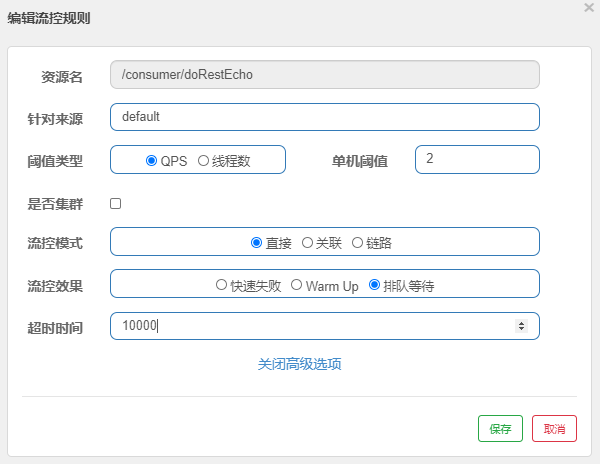 编辑流控规则
资源名 /consumer/doRestEcho
针对来源 default
阈值类型 QPS 线程数 单机阈值 2
是否集群
流控模式 直接 关联 链路
流控效果 快速失败 Warm Up 排队等待
超时时间 10000
关闭高级选项
保存 取消